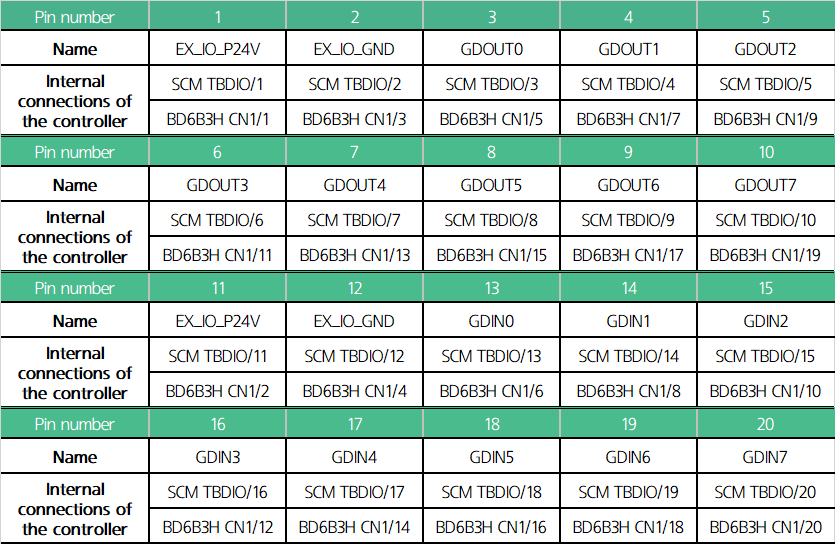 Pin number 1 2 3 4 5
Name EX_IO_P24V EX_IO_GND GDOUT0 GDOUT1 GDOUT2
Internal connections of the controller SCM TBDIO/1 SCM TBDIO/2 SCM TBDIO/3 SCM TBDIO/4 SCM TBDIO/5
BD6B3H CN1/1 BD6B3H CN1/3 BD6B3H CN1/5 BD6B3H CN1/7 BD6B3H CN1/9
Pin number 6 7 8 9 10
Name GDOUT3 GDOUT4 GDOUT5 GDOUT6 GDOUT7
Internal connections of the controller SCM TBDIO/6 SCM TBDIO/7 SCM TBDIO/8 SCM TBDIO/9 SCM TBDIO/10
BD6B3H CN1/11 BD6B3H CN1/13 BD6B3H CN1/15 BD6B3H CN1/17 BD6B3H CN1/19
Pin number 11 12 13 14 15
Name EX_IO_P24V EX_IO_GND GDIN0 GDIN1 GDIN2
Internal connections of the controller SCM TBDIO/11 SCM TBDIO/12 SCM TBDIO/13 SCM TBDIO/14 SCM TBDIO/15
BD6B3H CN1/2 BD6B3H CN1/4 BD6B3H CN1/6 BD6B3H CN1/8 BD6B3H CN1/10
Pin number 16 17 18 19 20
Name GDIN3 GDIN4 GDIN5 GDIN6 GDIN7
Internal connections of the controller SCM TBDIO/16 SCM TBDIO/17 SCM TBDIO/18 SCM TBDIO/19 SCM TBDIO/20
BD6B3H CN1/12 BD6B3H CN1/14 BD6B3H CN1/16 BD6B3H CN1/18 BD6B3H CN1/20